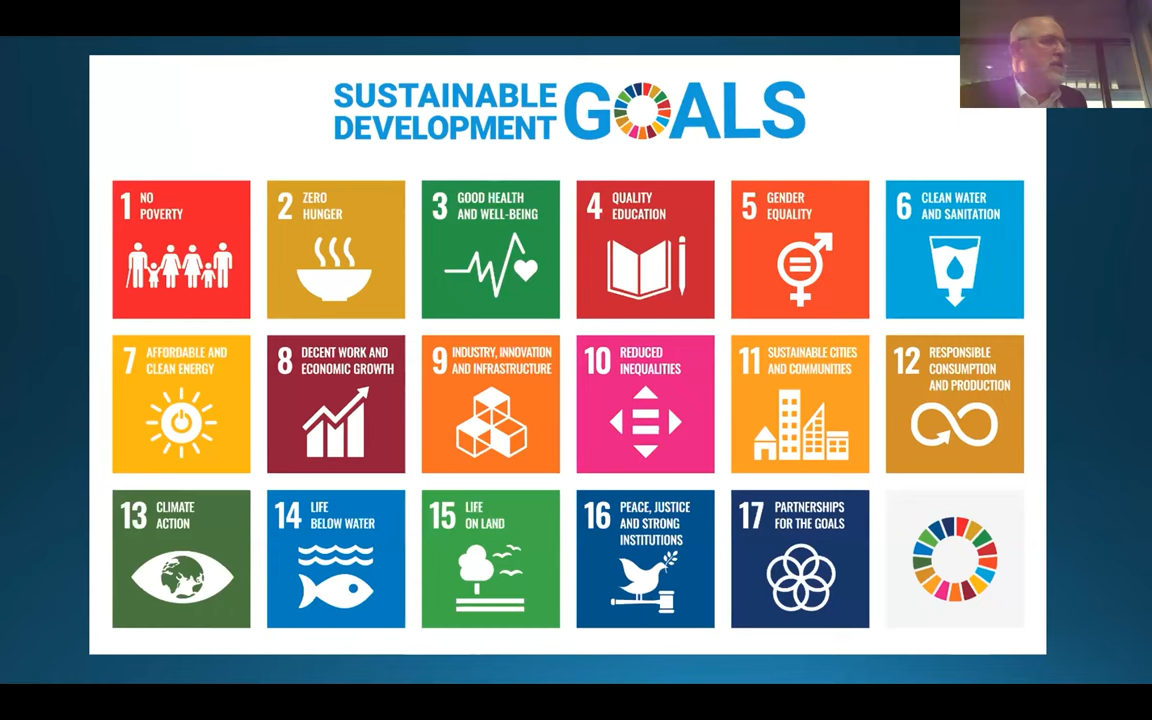 SUSTAINABLE
DEVELOPMENT
GOALS
1 NO
POVERTY
2 ZERO
HUNGER
3 GOOD HEALTH
AND WELL-BEING
4 QUALITY
EDUCATION
5 GENDER
EQUALITY
6 CLEAN WATER
AND SANITATION
7 AFFORDABLE AND
CLEAN ENERGY
8 DECENT WORK AND
ECONOMIC GROWTH
9 INDUSTRY, INNOVATION
AND INFRASTRUCTURE
10 REDUCED
INEQUALITIES
11 SUSTAINABLE CITIES
AND COMMUNITIES
12 RESPONSIBLE
CONSUMPTION
AND PRODUCTION
13 CLIMATE
ACTION
14 LIFE
BELOW WATER
15 LIFE
ON LAND
16 PEACE, JUSTICE
AND STRONG
INSTITUTIONS
17 PARTNERSHIPS
FOR THE GOALS